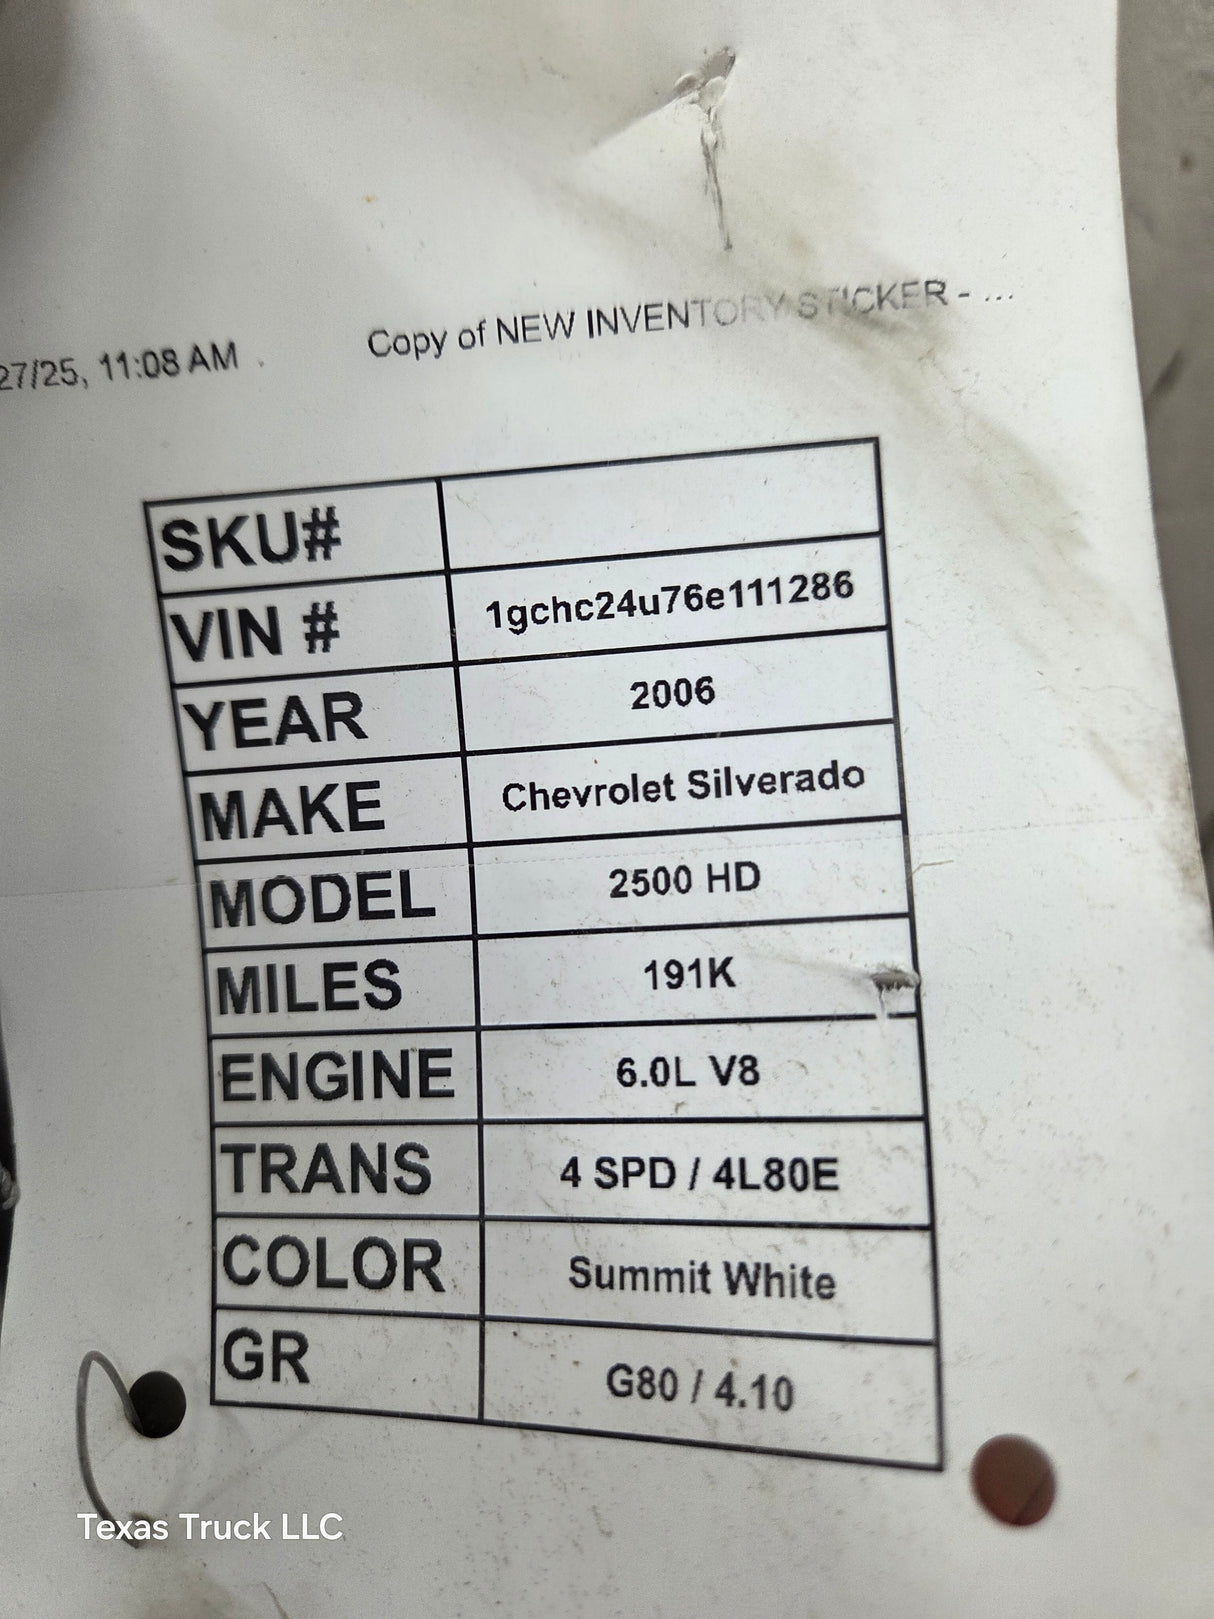 27/25, 11:08 AM
Copy of NEW INVENTORY STICKER - ...
SKU#
VIN # 1gchc24u76e111286
YEAR 2006
MAKE Chevrolet Silverado
MODEL 2500 HD
MILES 191K
ENGINE 6.0L V8
TRANS 4 SPD / 4L80E
COLOR Summit White
GR G80 / 4.10
Texas Truck LLC